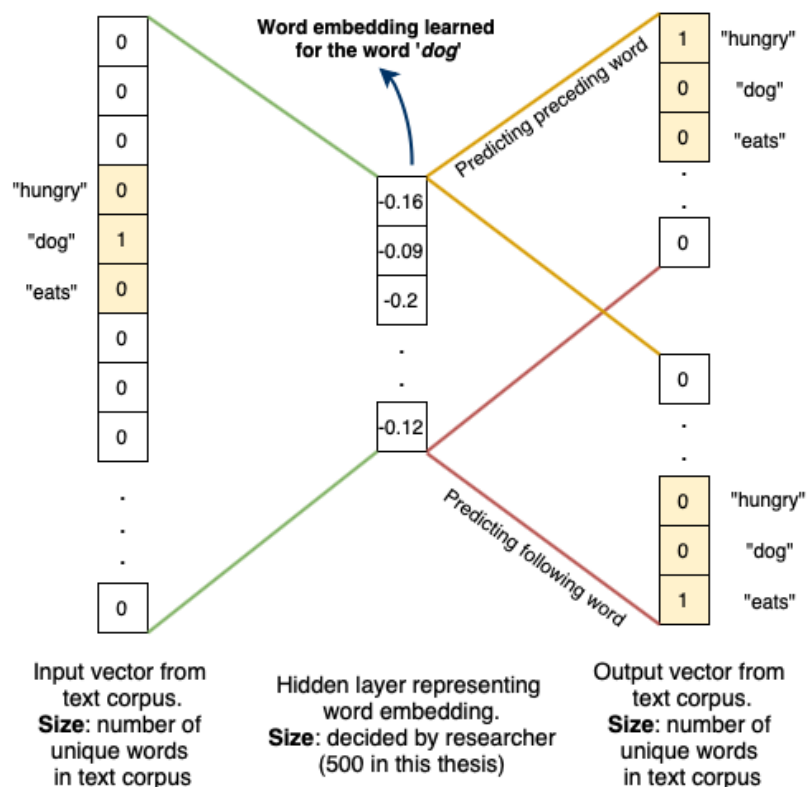 Word embedding learned
for the word 'dog'
0
0
0
"hungry" 0
"dog" 1
"eats" 0
0
0
0
.
.
.
0
-0.16
-0.09
-0.2
.
.
-0.12
Predicting preceding word
Predicting following word
1 "hungry"
0 "dog"
0 "eats"
.
.
0
0
.
.
0 "hungry"
0 "dog"
1 "eats"
Input vector from
text corpus.
Size: number of
unique words
in text corpus
Hidden layer representing
word embedding.
Size: decided by researcher
(500 in this thesis)
Output vector from
text corpus.
Size: number of
unique words
in text corpus